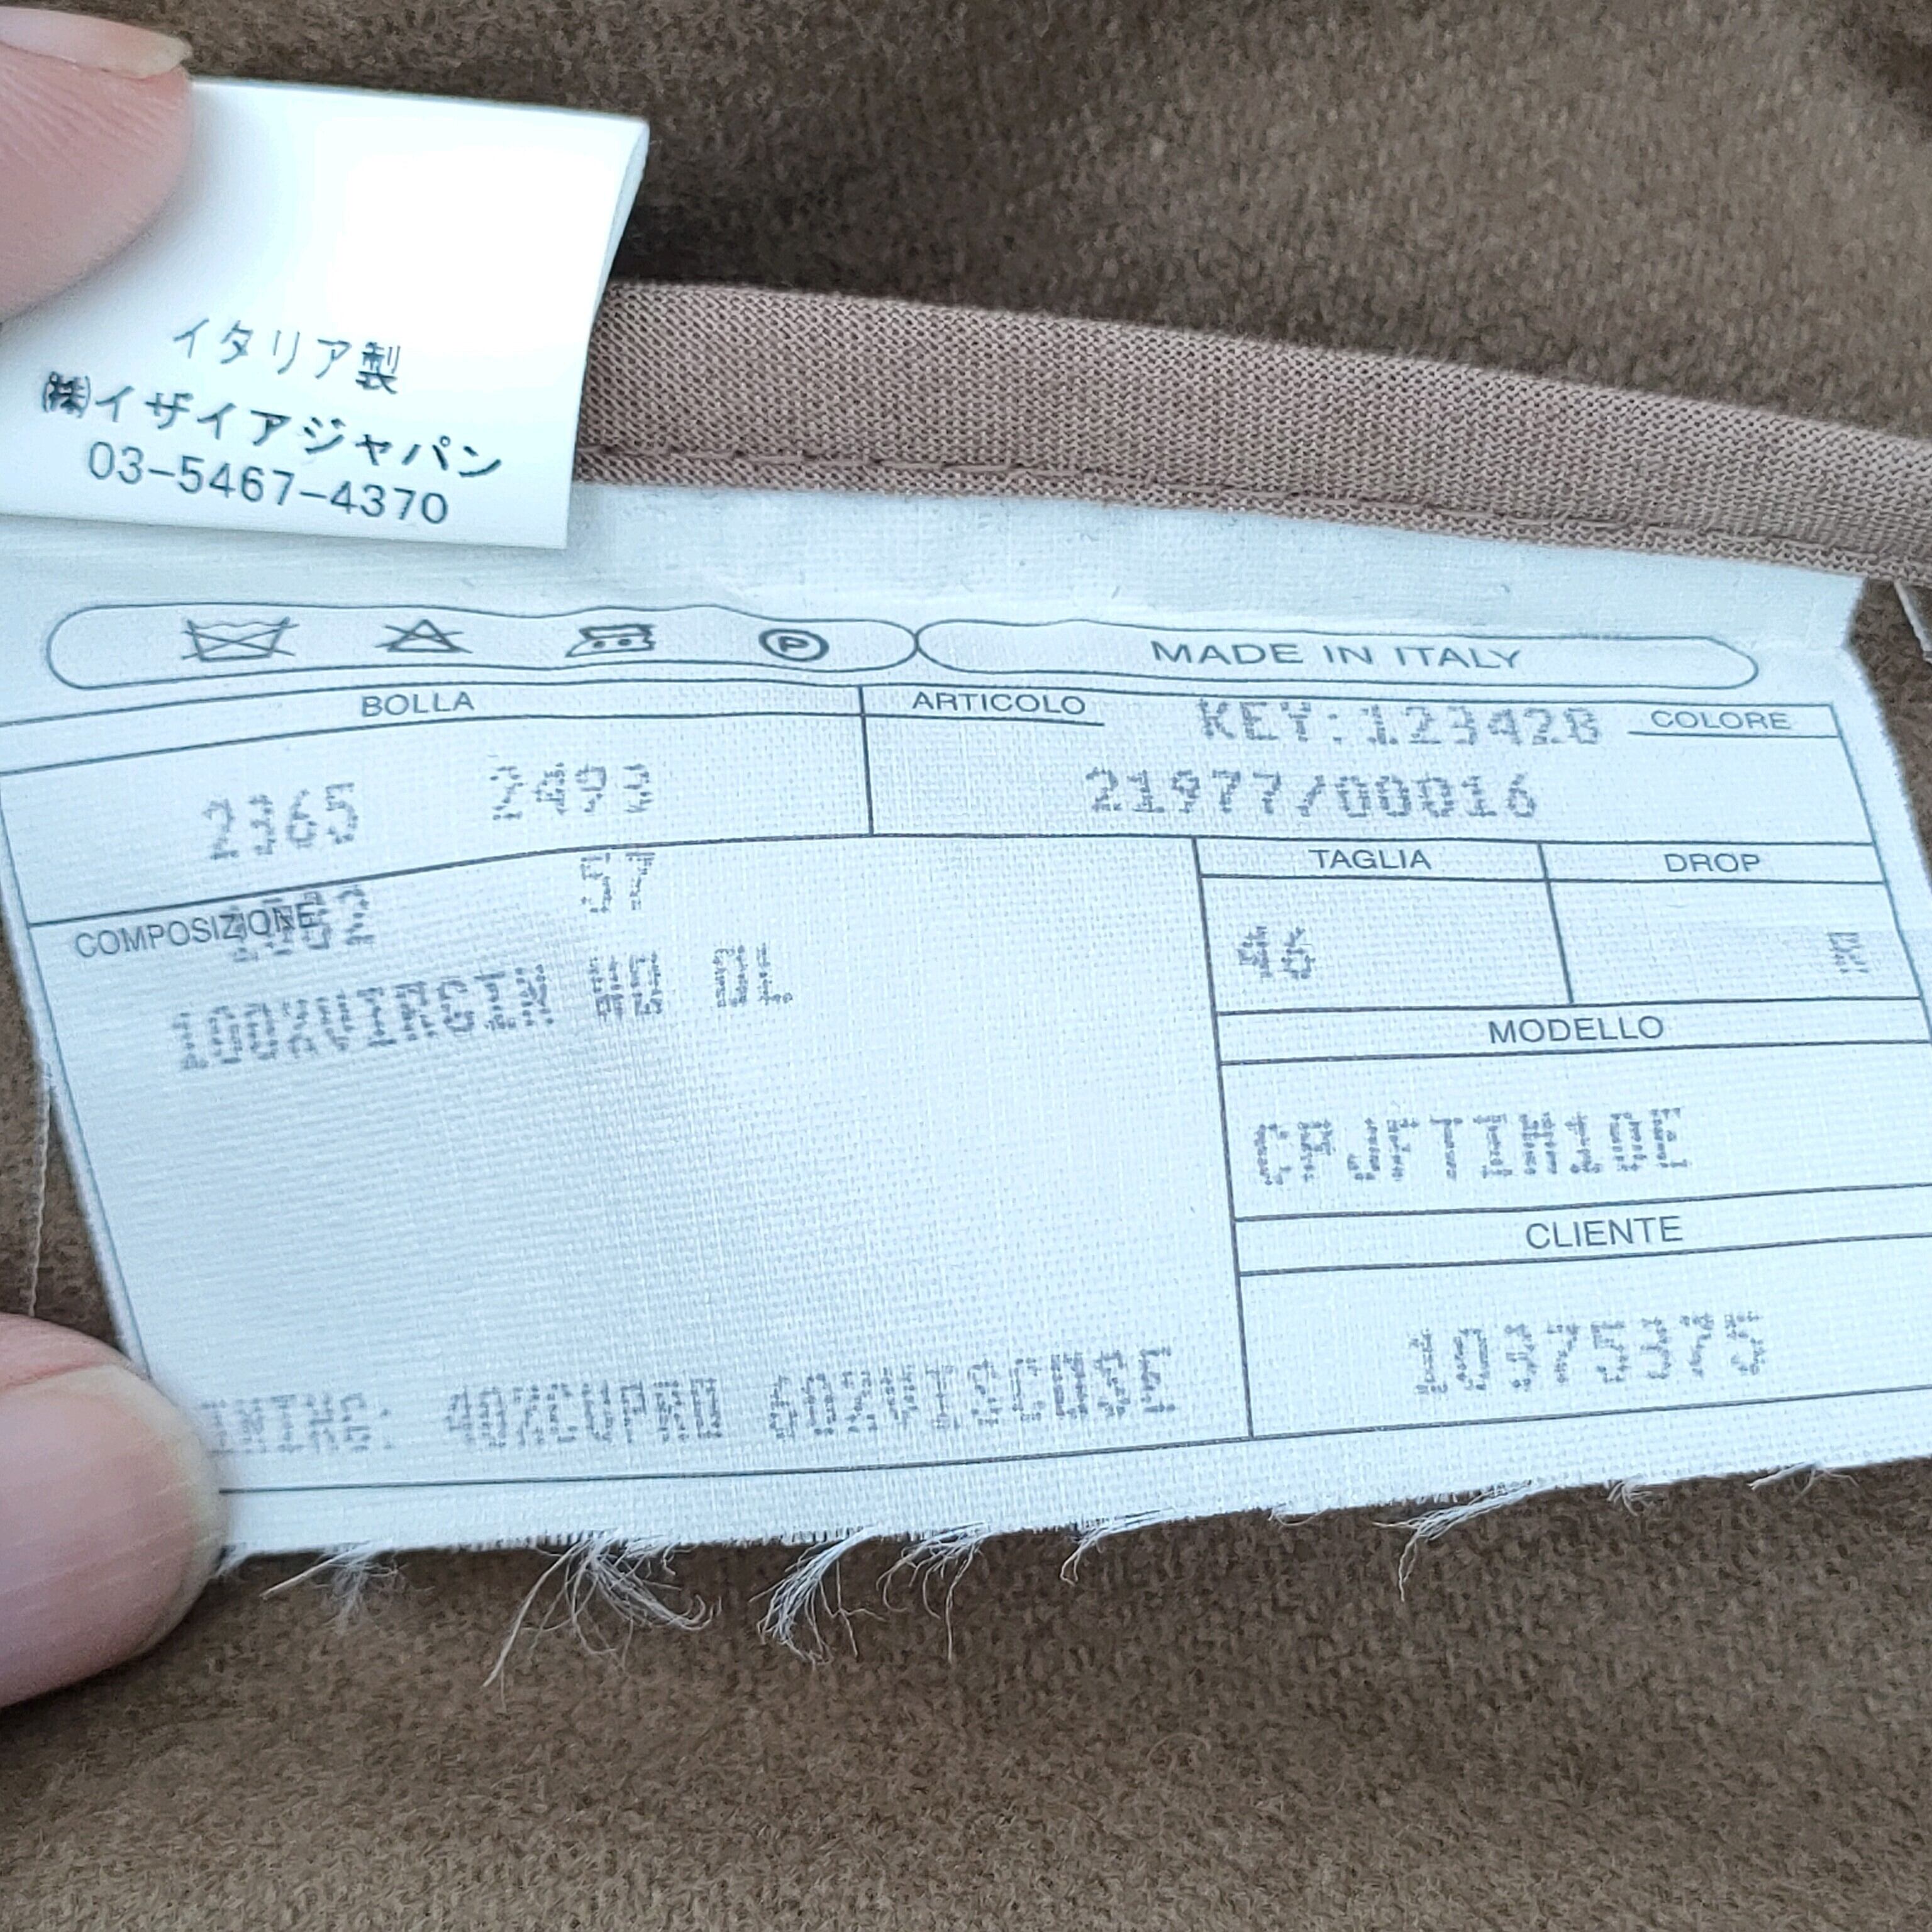 イタリア製
㈱イザイアジャパン
03-5467-4370
P
MADE IN ITALY
BOLLA
ARTICOLO
KEY:123428
COLORE
2365 2493
21977/00016
57
COMPOSIZIONE
TAGLIA
DROP
100%VIRGIN WO OL
46
R
MODELLO
CPJFTIM10E
CLIENTE
10375375
INING: 40%CUPRO 60%VISCOSE